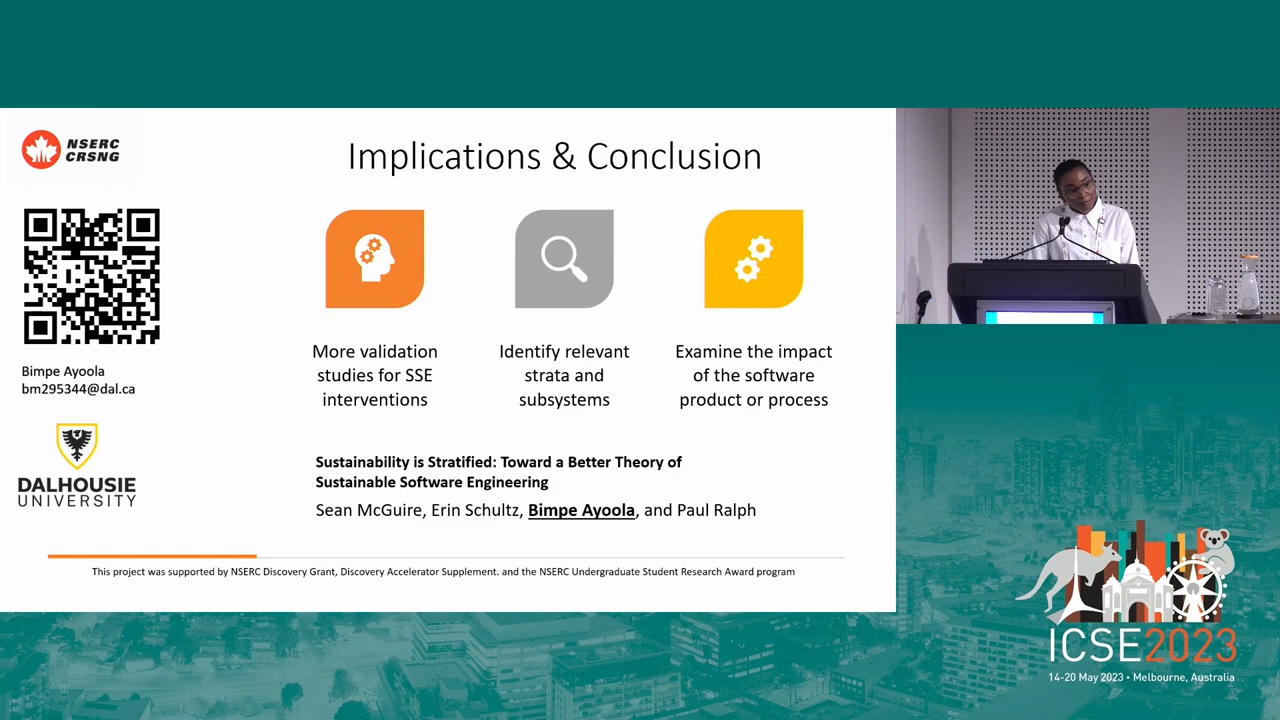 NSERC
CRSNG
Implications & Conclusion
Bimpe Ayoola
bm295344@dal.ca
DALHOUSIE
UNIVERSITY
More validation
studies for SSE
interventions
Identify relevant
strata and
subsystems
Examine the impact
of the software
product or process
Sustainability is Stratified: Toward a Better Theory of
Sustainable Software Engineering
Sean McGuire, Erin Schultz, Bimpe Ayoola, and Paul Ralph
This project was supported by NSERC Discovery Grant, Discovery Accelerator Supplement. and the NSERC Undergraduate Student Research Award program
ICSE2023
14-20 May 2023 • Melbourne, Australia